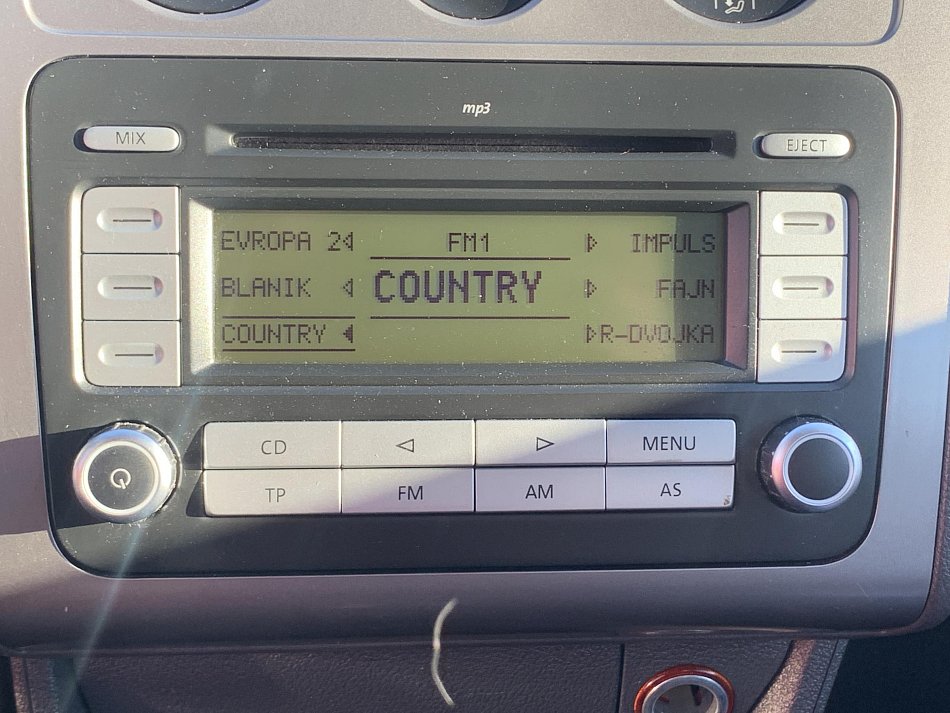 mp3
MIX
EJECT
EVROPA 2 FM1 IMPULS
BLANIK COUNTRY FAJN
COUNTRY R-DVOJKA
CD MENU
TP FM AM AS